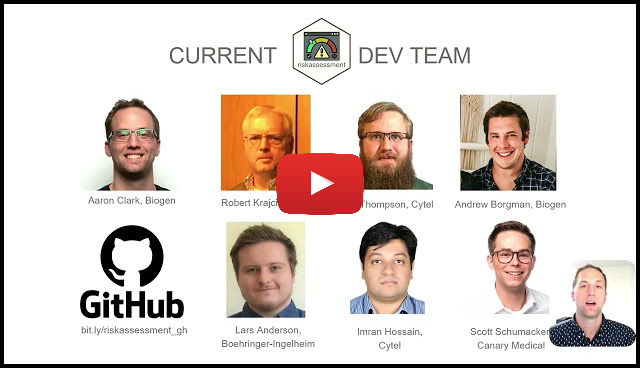 CURRENT riskassessment DEV TEAM
Aaron Clark, Biogen
Robert
Thompson, Cytel
Andrew Borgman, Biogen
GitHub
bit.ly/riskassessment_gh
Lars Anderson,
Boehringer-Ingelheim
Imran Hossain,
Cytel
Scott Schumacker
Canary Medical